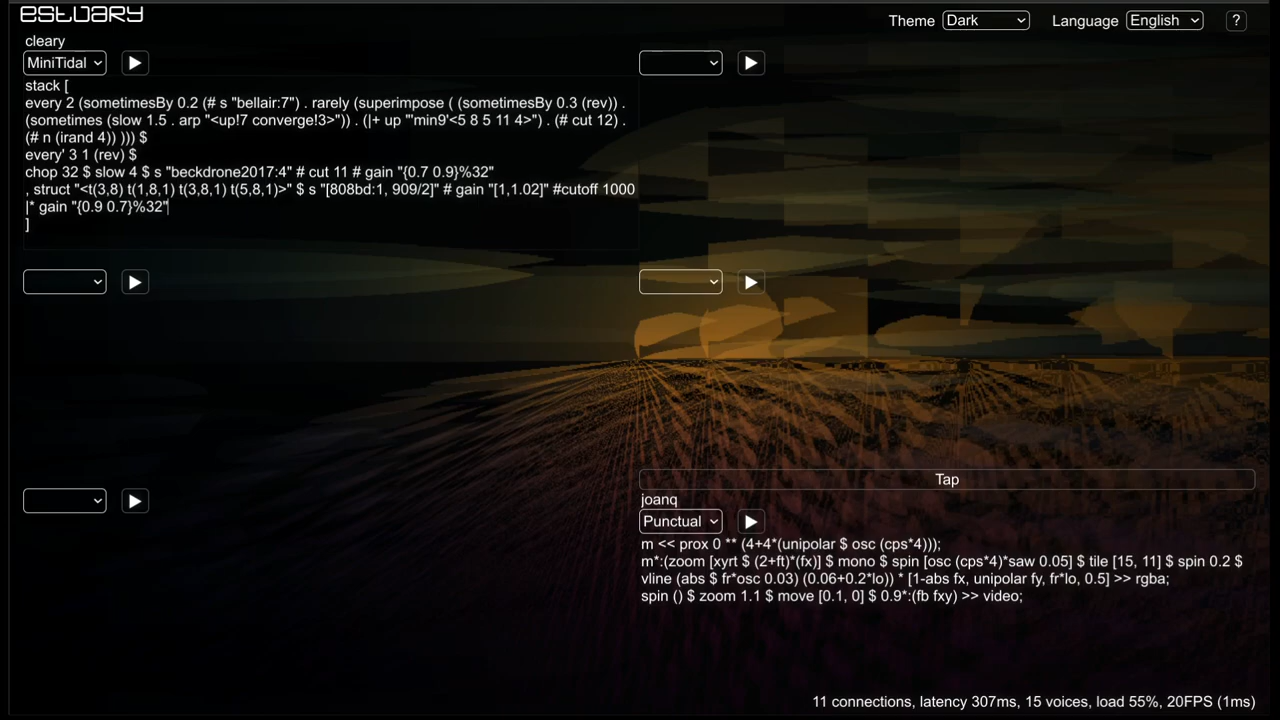 estuary
Theme Dark Language English ?
cleary
MiniTidal
stack [
every 2 (sometimesBy 0.2 (# s "bellair:7") . rarely (superimpose ( (sometimesBy 0.3 (rev)) .
(sometimes (slow 1.5 . arp "<up!7 converge!3>")) . (|+ up "'min9'<5 8 5 11 4>") . (# cut 12) .
(# n (irand 4)) ))) $
every' 3 1 (rev) $
chop 32 $ slow 4 $ s "beckdrone2017:4" # cut 11 # gain "{0.7 0.9}%32"
, struct "<t(3,8) t(1,8,1) t(3,8,1) t(5,8,1)>" $ s "[808bd:1, 909/2]" # gain "[1,1.02]" #cutoff 1000
|* gain "{0.9 0.7}%32"
]
Tap
joanq
Punctual
m << prox 0 ** (4+4*(unipolar $ osc (cps*4)));
m*:(zoom [xyrt $ (2+ft)*(fx)] $ mono $ spin [osc (cps*4)*saw 0.05] $ tile [15, 11] $ spin 0.2 $
vline (abs $ fr*osc 0.03) (0.06+0.2*lo)) * [1-abs fx, unipolar fy, fr*lo, 0.5] >> rgba;
spin () $ zoom 1.1 $ move [0.1, 0] $ 0.9*:(fb fxy) >> video;
11 connections, latency 307ms, 15 voices, load 55%, 20FPS (1ms)